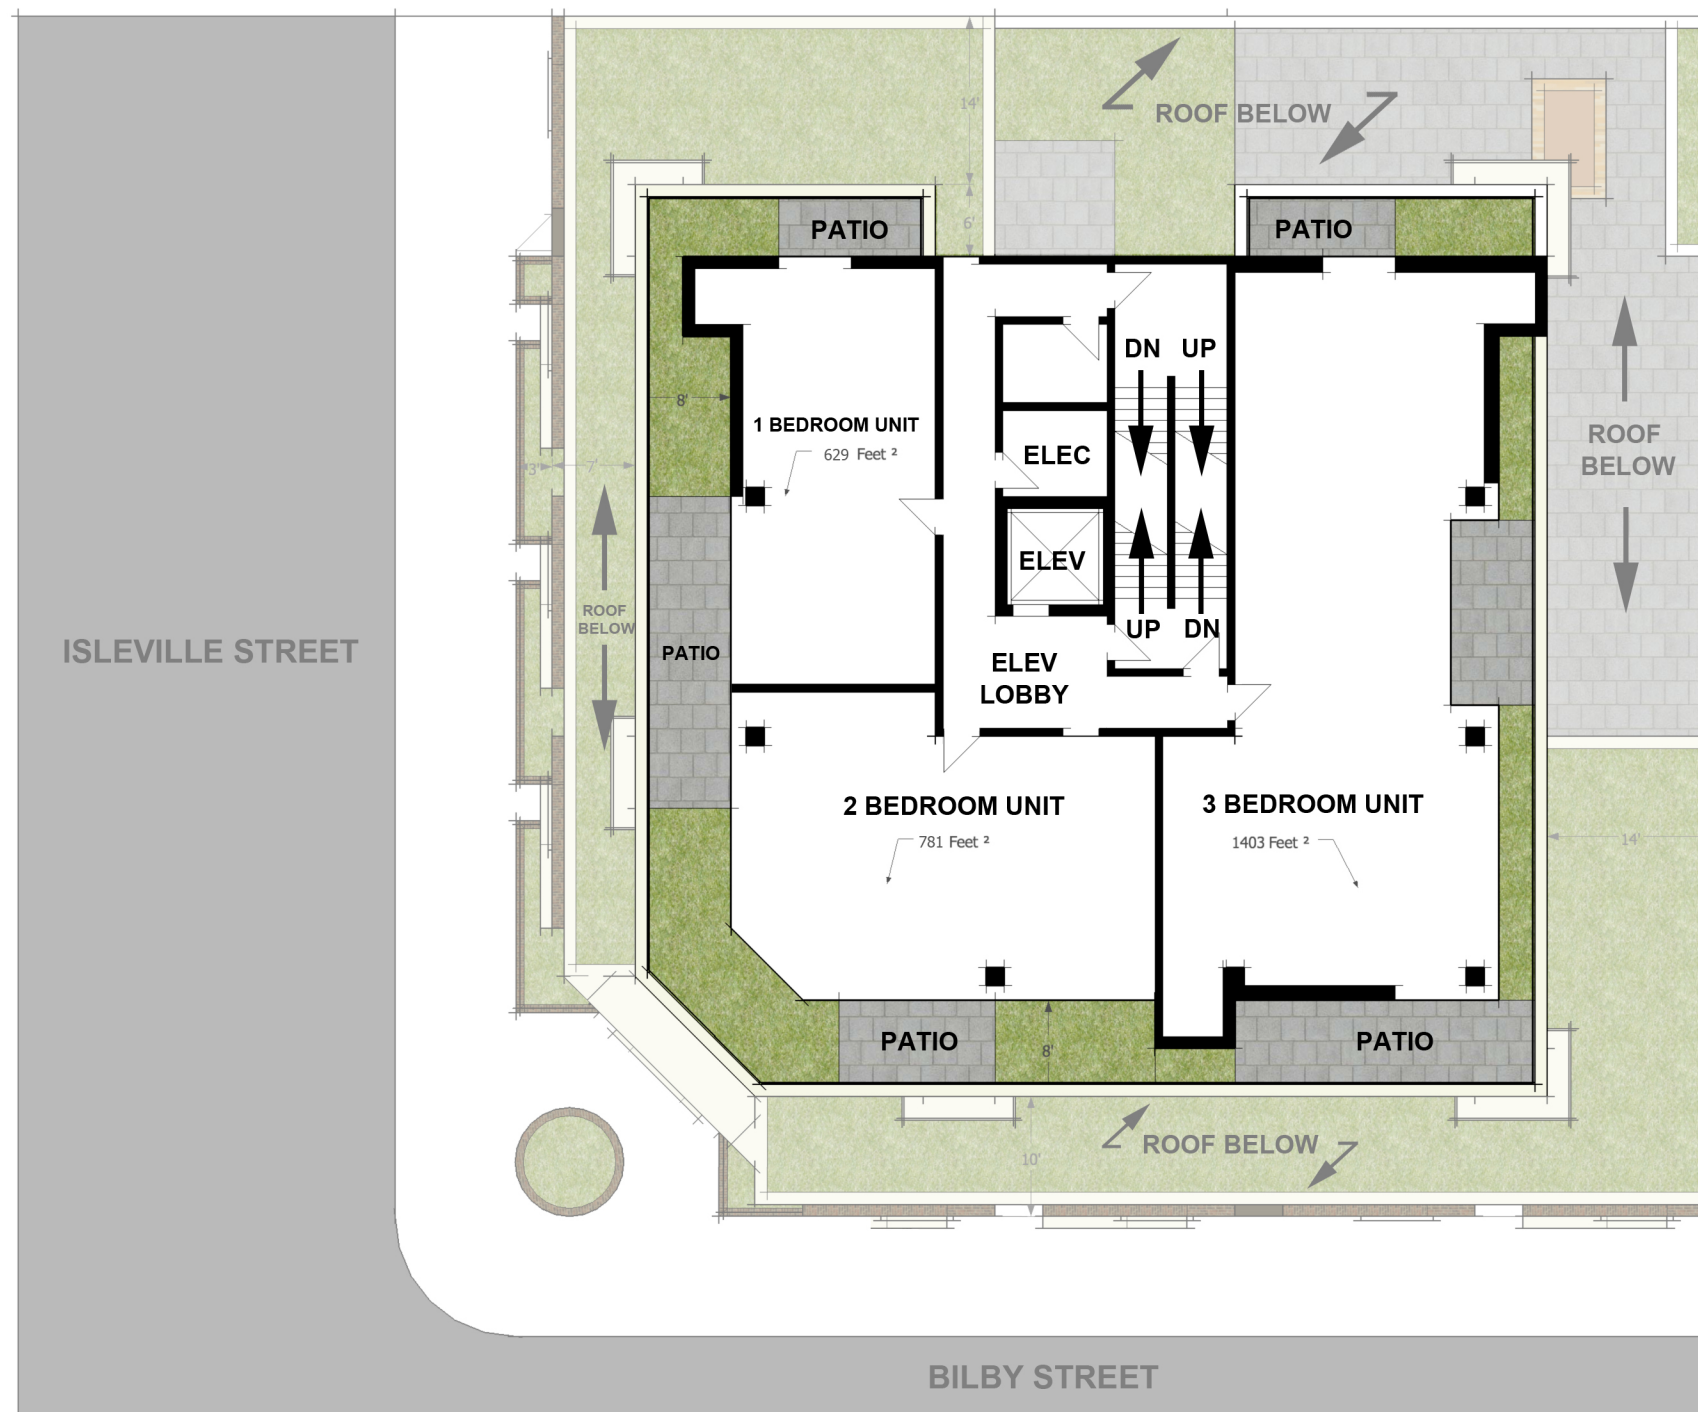 14'
ROOF BELOW
PATIO
6'
PATIO
DN UP
8'
1 BEDROOM UNIT
629 Feet ²
ELEC
ROOF
BELOW
3'
7'
ELEV
ROOF
BELOW
UP DN
ISLEVILLE STREET
PATIO
ELEV
LOBBY
2 BEDROOM UNIT
781 Feet ²
3 BEDROOM UNIT
1403 Feet ²
14'
PATIO
8'
PATIO
ROOF BELOW
10'
BILBY STREET